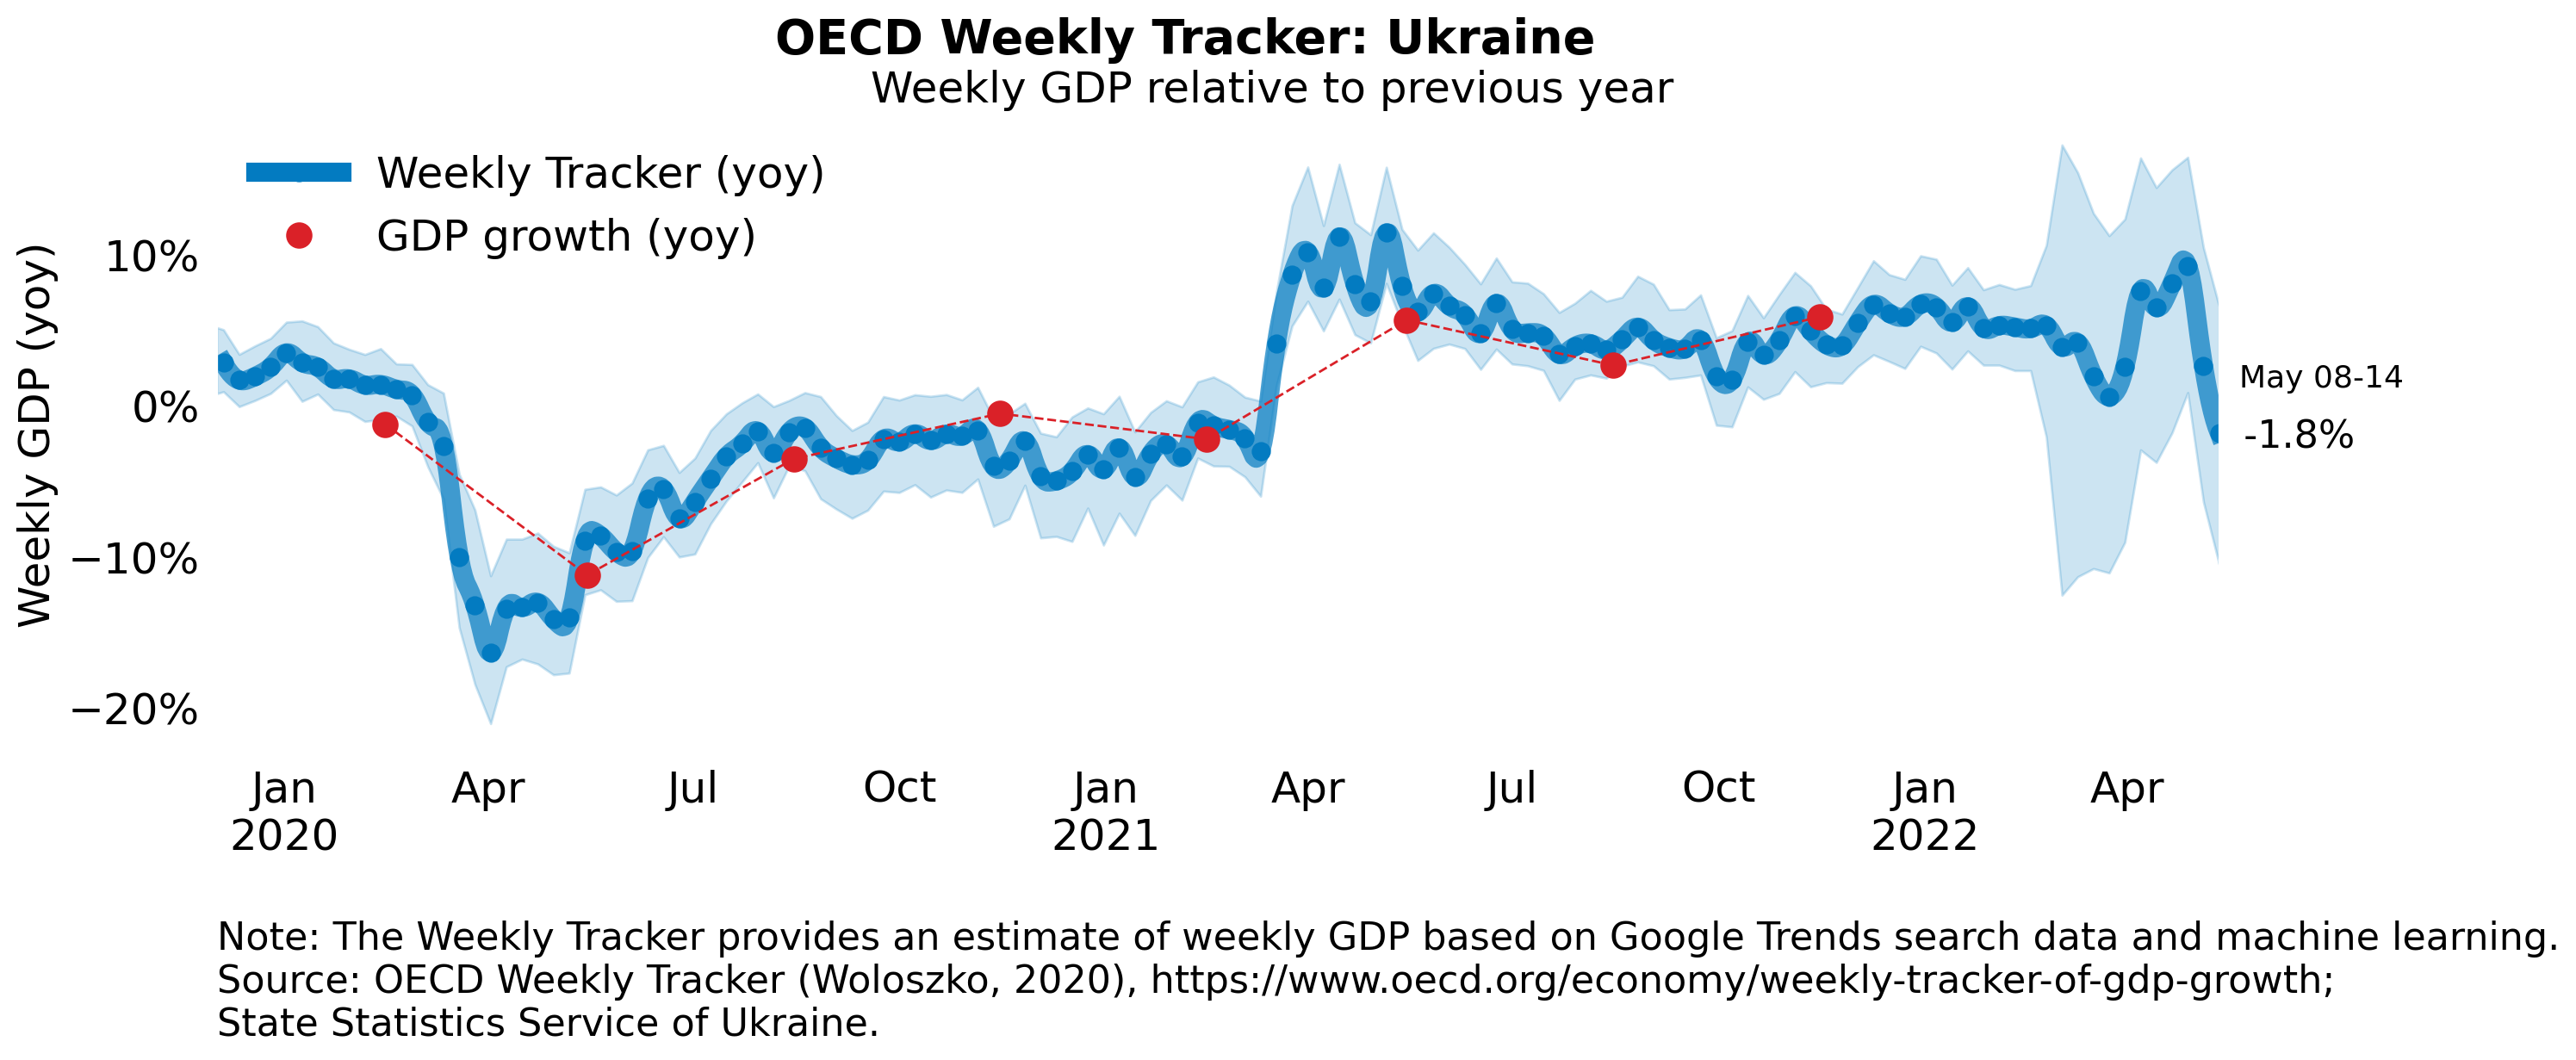 OECD Weekly Tracker: Ukraine
Weekly GDP relative to previous year
Weekly Tracker (yoy)
GDP growth (yoy)
Weekly GDP (yoy)
10%
0%
−10%
−20%
May 08-14
-1.8%
Jan Apr Jul Oct Jan Apr Jul Oct Jan Apr
2020 2021 2022
Note: The Weekly Tracker provides an estimate of weekly GDP based on Google Trends search data and machine learning.
Source: OECD Weekly Tracker (Woloszko, 2020), https://www.oecd.org/economy/weekly-tracker-of-gdp-growth;
State Statistics Service of Ukraine.